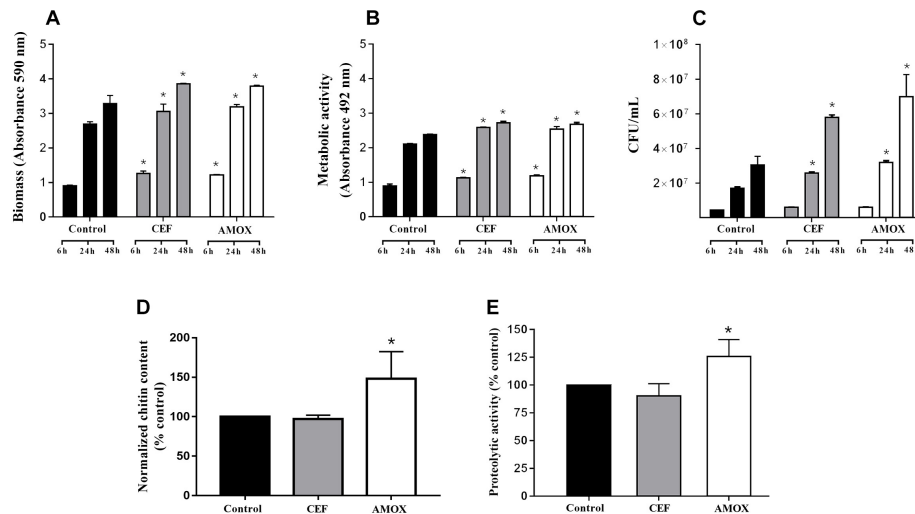 A
Biomass (Absorbance 590 nm)
5
4
3
2
1
0
*
*
*
*
*
*
Control
CEF
AMOX
6h
24h
48h
6h
24h
48h
6h
24h
48h
B
Metabolic activity
(Absorbance 492 nm)
5
4
3
2
1
0
*
*
*
*
*
*
Control
CEF
AMOX
6h
24h
48h
6h
24h
48h
6h
24h
48h
C
CFU/mL
1×10⁸
8×10⁷
6×10⁷
4×10⁷
2×10⁷
*
*
*
*
Control
CEF
AMOX
6h
24h
48h
6h
24h
48h
6h
24h
48h
D
Normalized chitin content
(% control)
200
150
100
50
0
*
Control
CEF
AMOX
E
Proteolytic activity (% control)
150
125
100
75
50
25
0
*
Control
CEF
AMOX